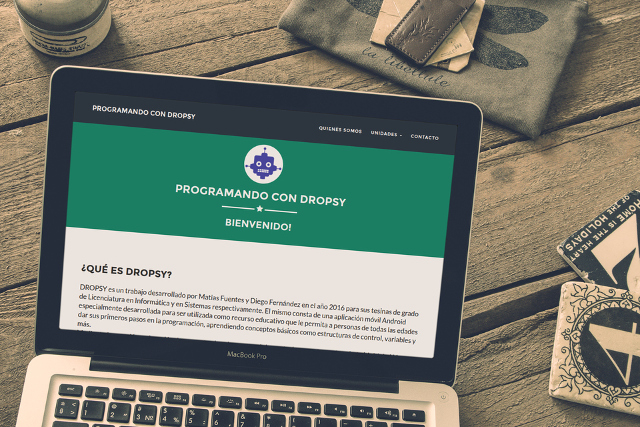 la libellule
PROGRAMANDO CON DROPSY
QUIENES SOMOS UNIDADES CONTACTO
PROGRAMANDO CON DROPSY
BIENVENIDO!
¿QUÉ ES DROPSY?
DROPSY es un trabajo desarrollado por Matías Fuentes y Diego Fernández en el año 2016 para sus tesinas de grado
de Licenciatura en Informática y en Sistemas respectivamente. El mismo consta de una aplicación móvil Android
especialmente desarrollada para ser utilizada como recurso educativo que le permita a personas de todas las edades
dar sus primeros pasos en la programación, aprendiendo conceptos básicos como estructuras de control, variables y
más.
MacBook Pro
HOME IS THE HEART
OF THE HOLIDAYS